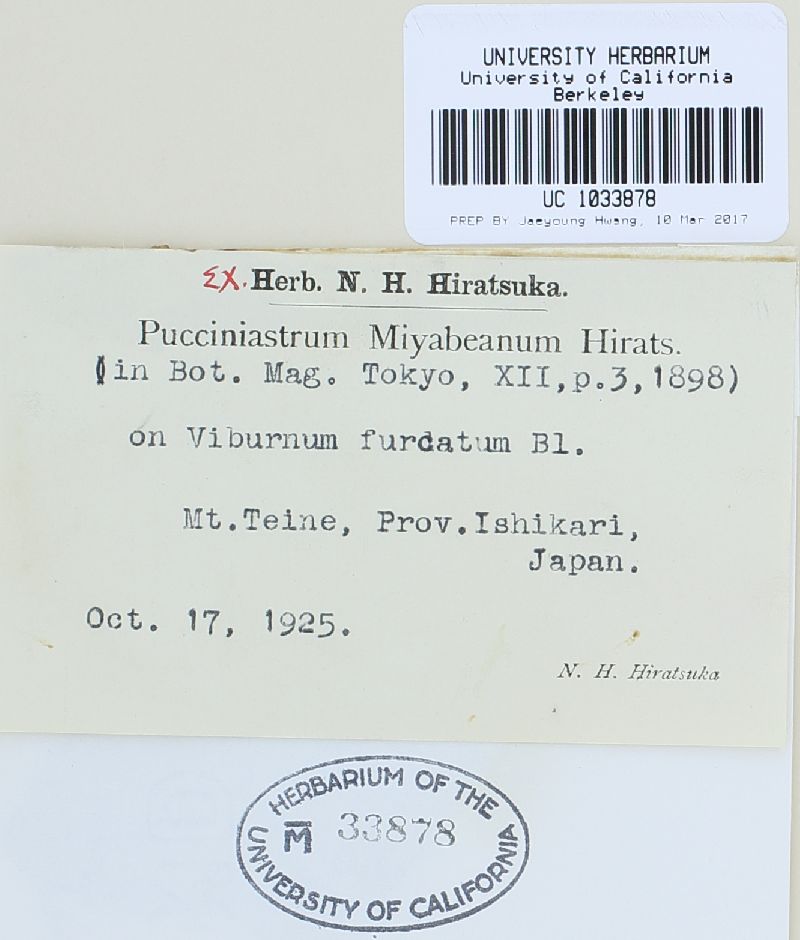 UNIVERSITY HERBARIUM
University of California
Berkeley
UC 1033878
PREP BY Jaeyoung Hwang, 10 Mar 2017
EX. Herb. N. H. Hiratsuka.
Pucciniastrum Miyabeanum Hirats.
(in Bot. Mag. Tokyo, XII,p.3,1898)
on Viburnum furdatum Bl.
Mt.Teine, Prov.Ishikari,
Japan.
Oct. 17, 1925.
N. H. Hiratsuka
HERBARIUM OF THE
M 33878
UNIVERSITY OF CALIFORNIA